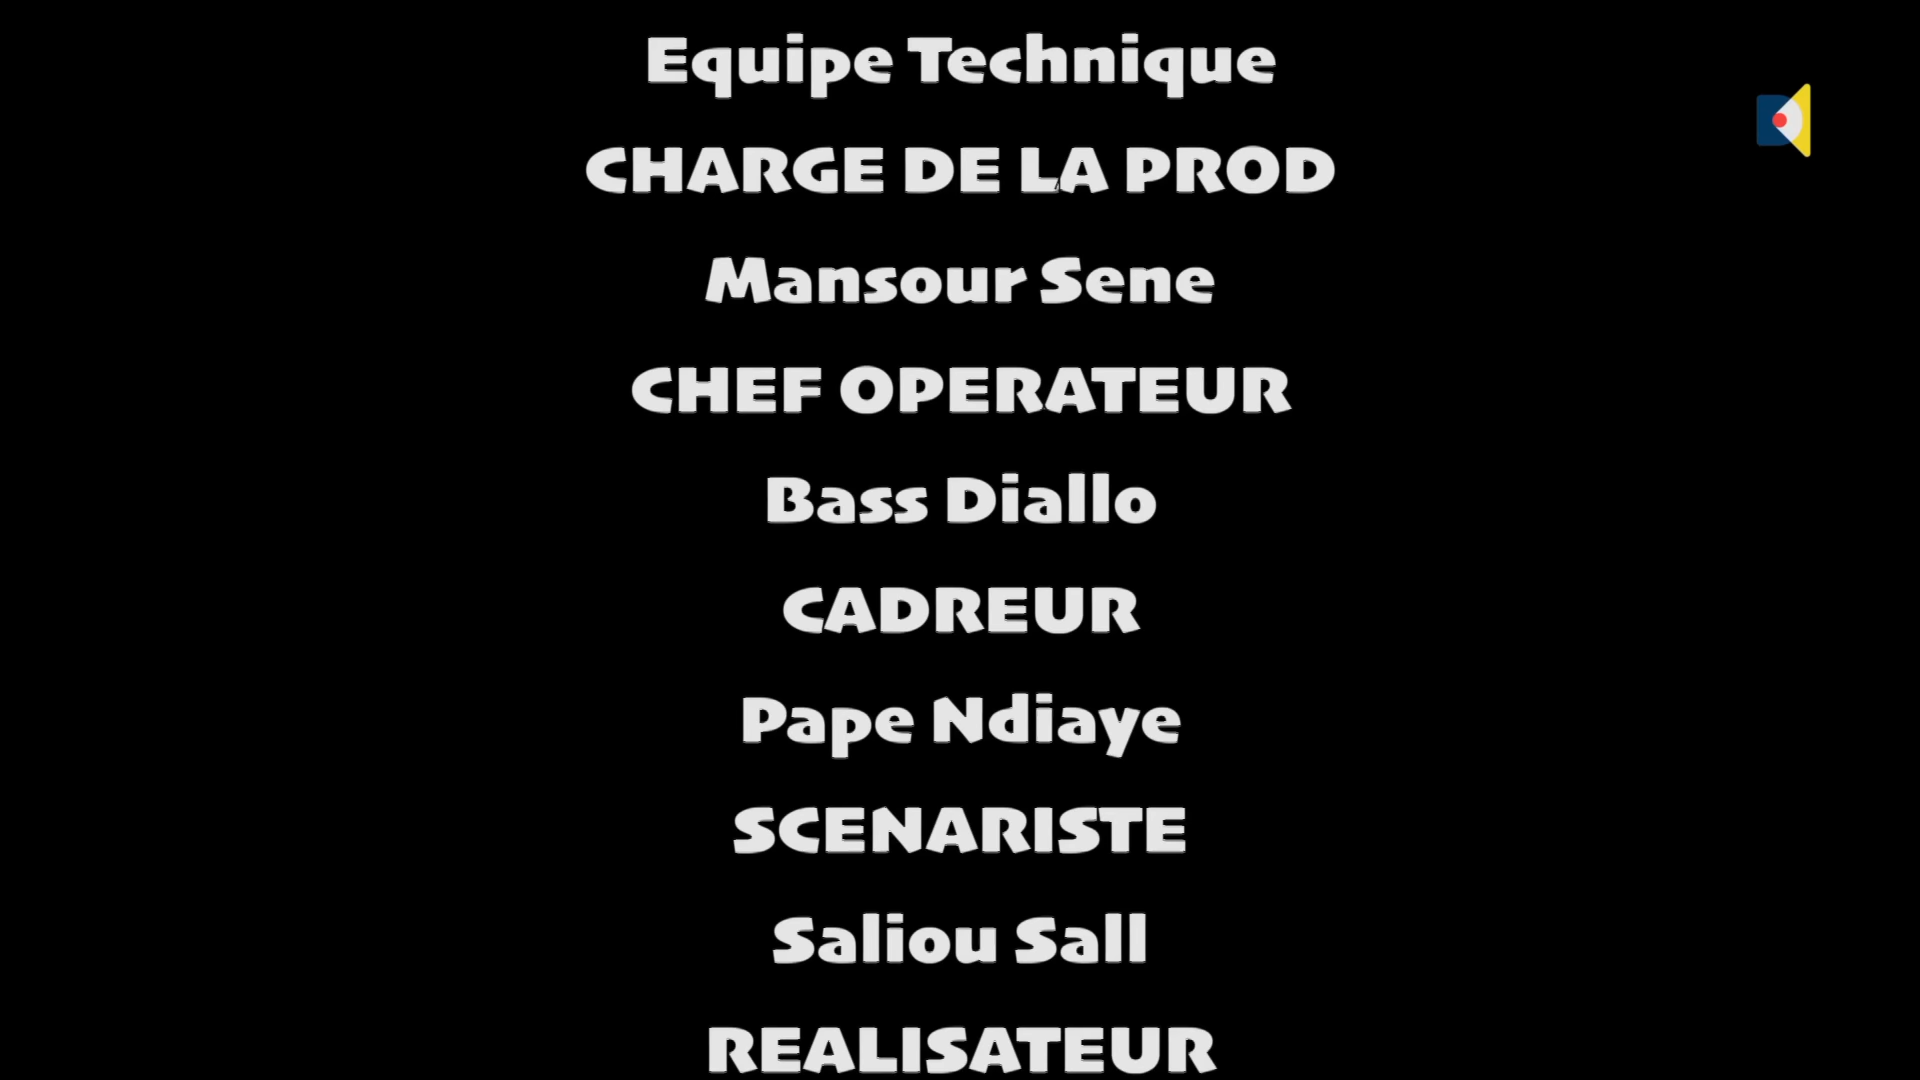 Equipe Technique
CHARGE DE LA PROD
Mansour Sene
CHEF OPERATEUR
Bass Diallo
CADREUR
Pape Ndiaye
SCENARISTE
Saliou Sall
REALISATEUR